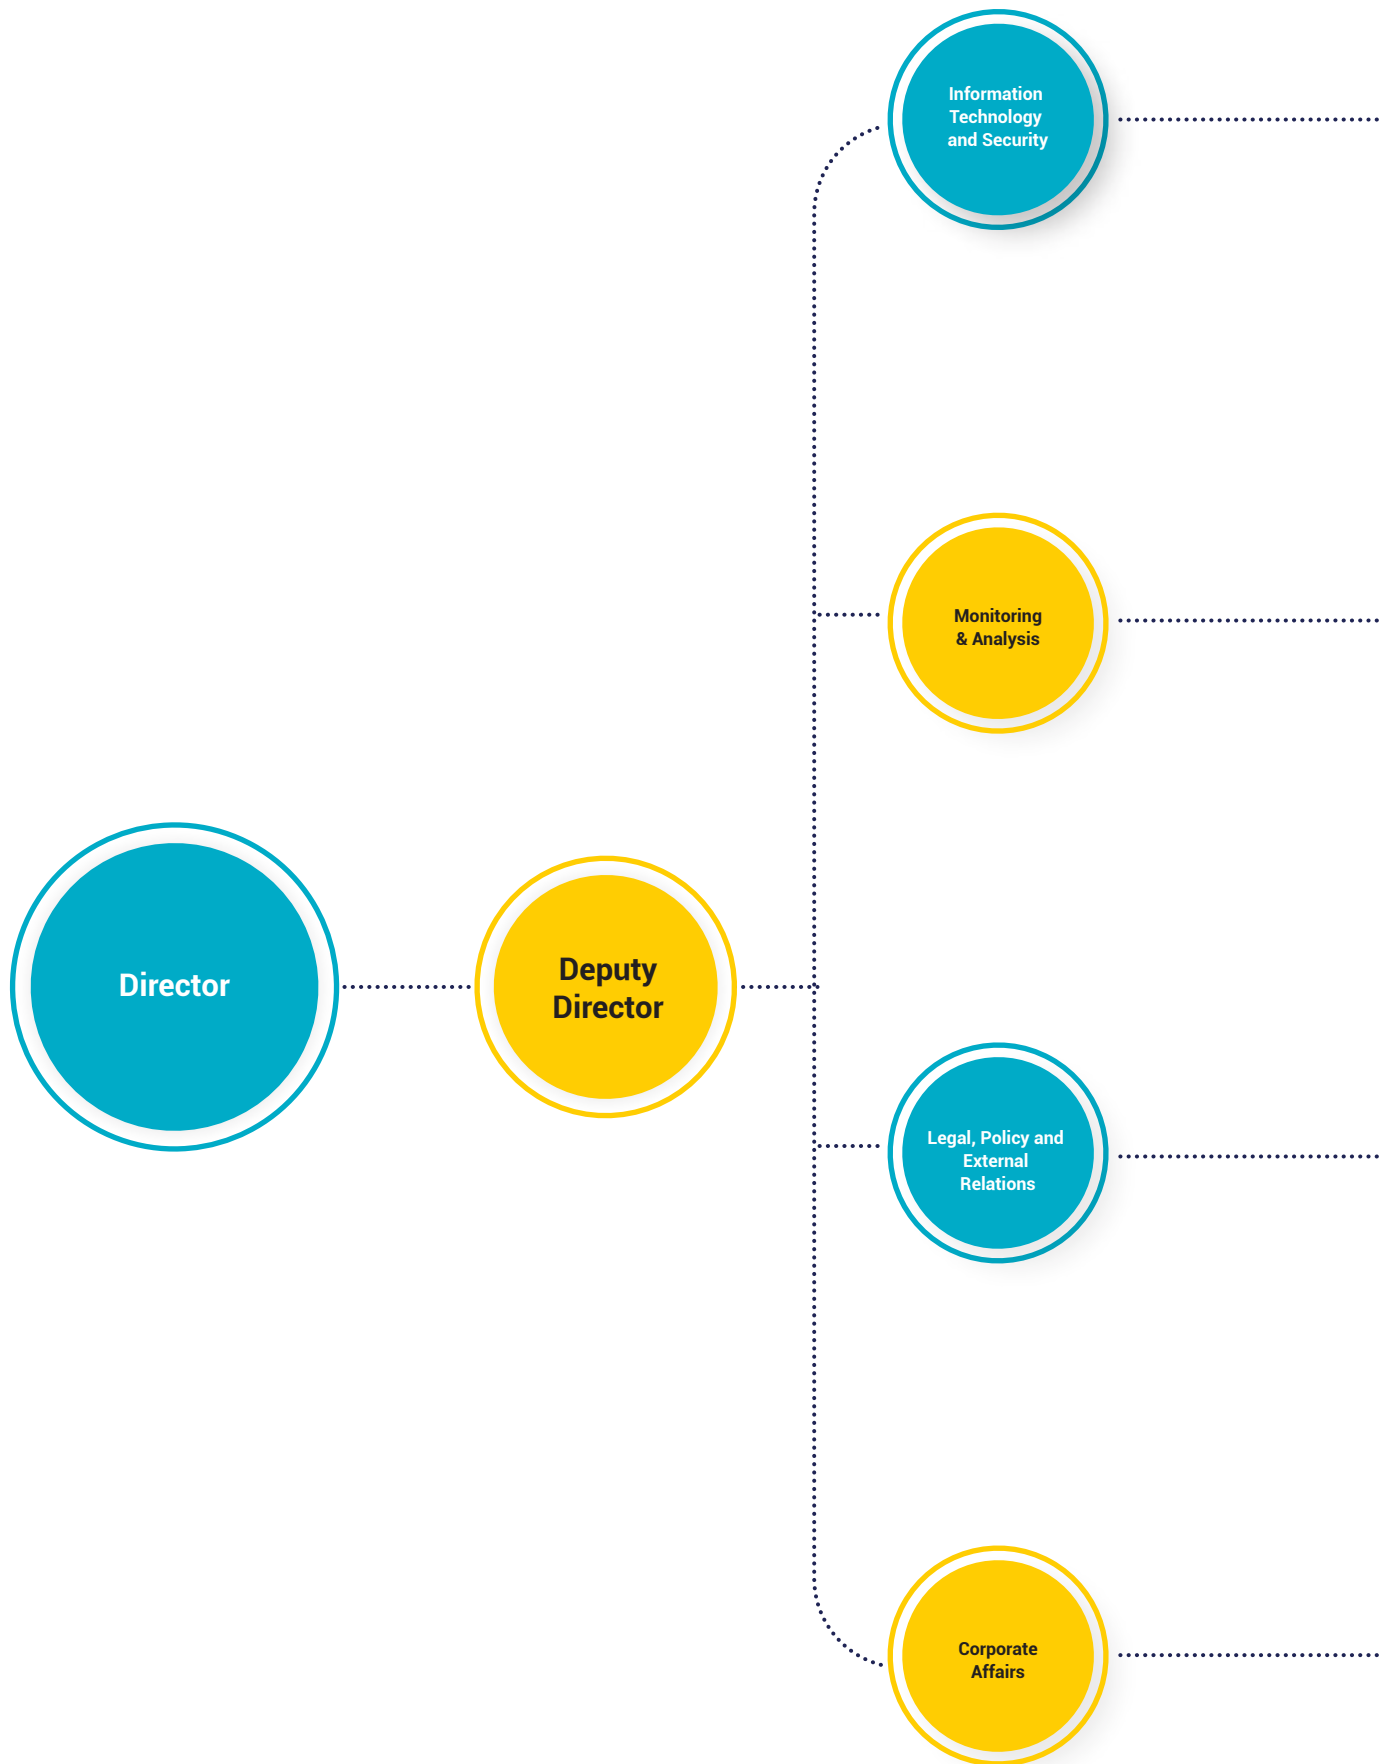 Information
Technology
and Security
Monitoring
& Analysis
Director
Deputy
Director
Legal, Policy and
External
Relations
Corporate
Affairs